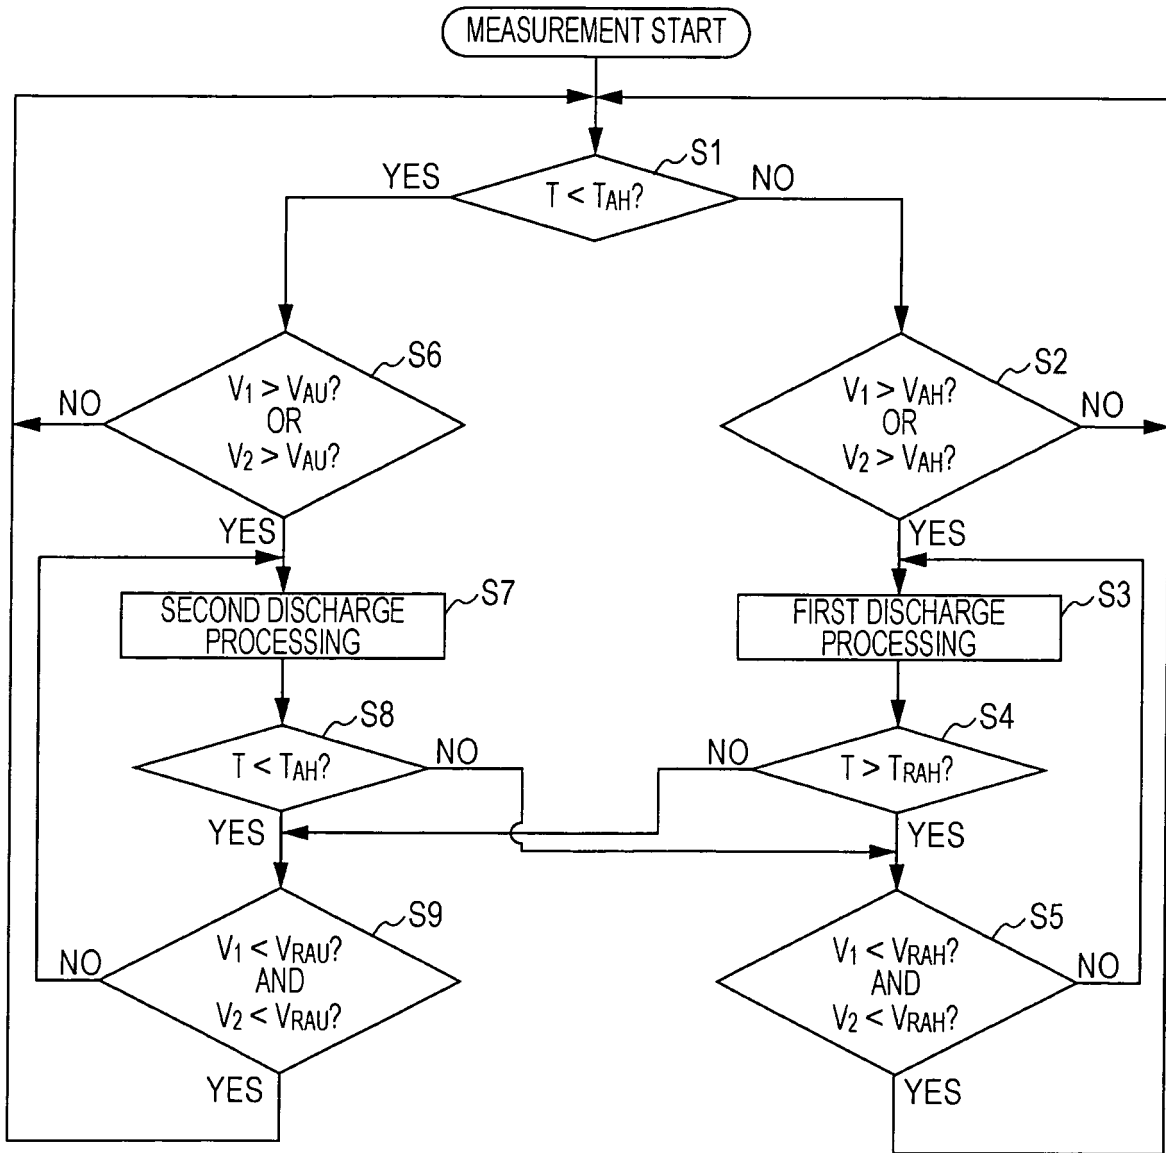 MEASUREMENT START
S1
YES
T < TAH?
NO
S6
V1 > VAU?
OR
V2 > VAU?
NO
YES
S2
V1 > VAH?
OR
V2 > VAH?
NO
YES
S7
SECOND DISCHARGE
PROCESSING
S3
FIRST DISCHARGE
PROCESSING
S8
T < TAH?
NO
YES
S4
NO
T > TRAH?
YES
S9
V1 < VRAU?
AND
V2 < VRAU?
NO
YES
S5
V1 < VRAH?
AND
V2 < VRAH?
NO
YES